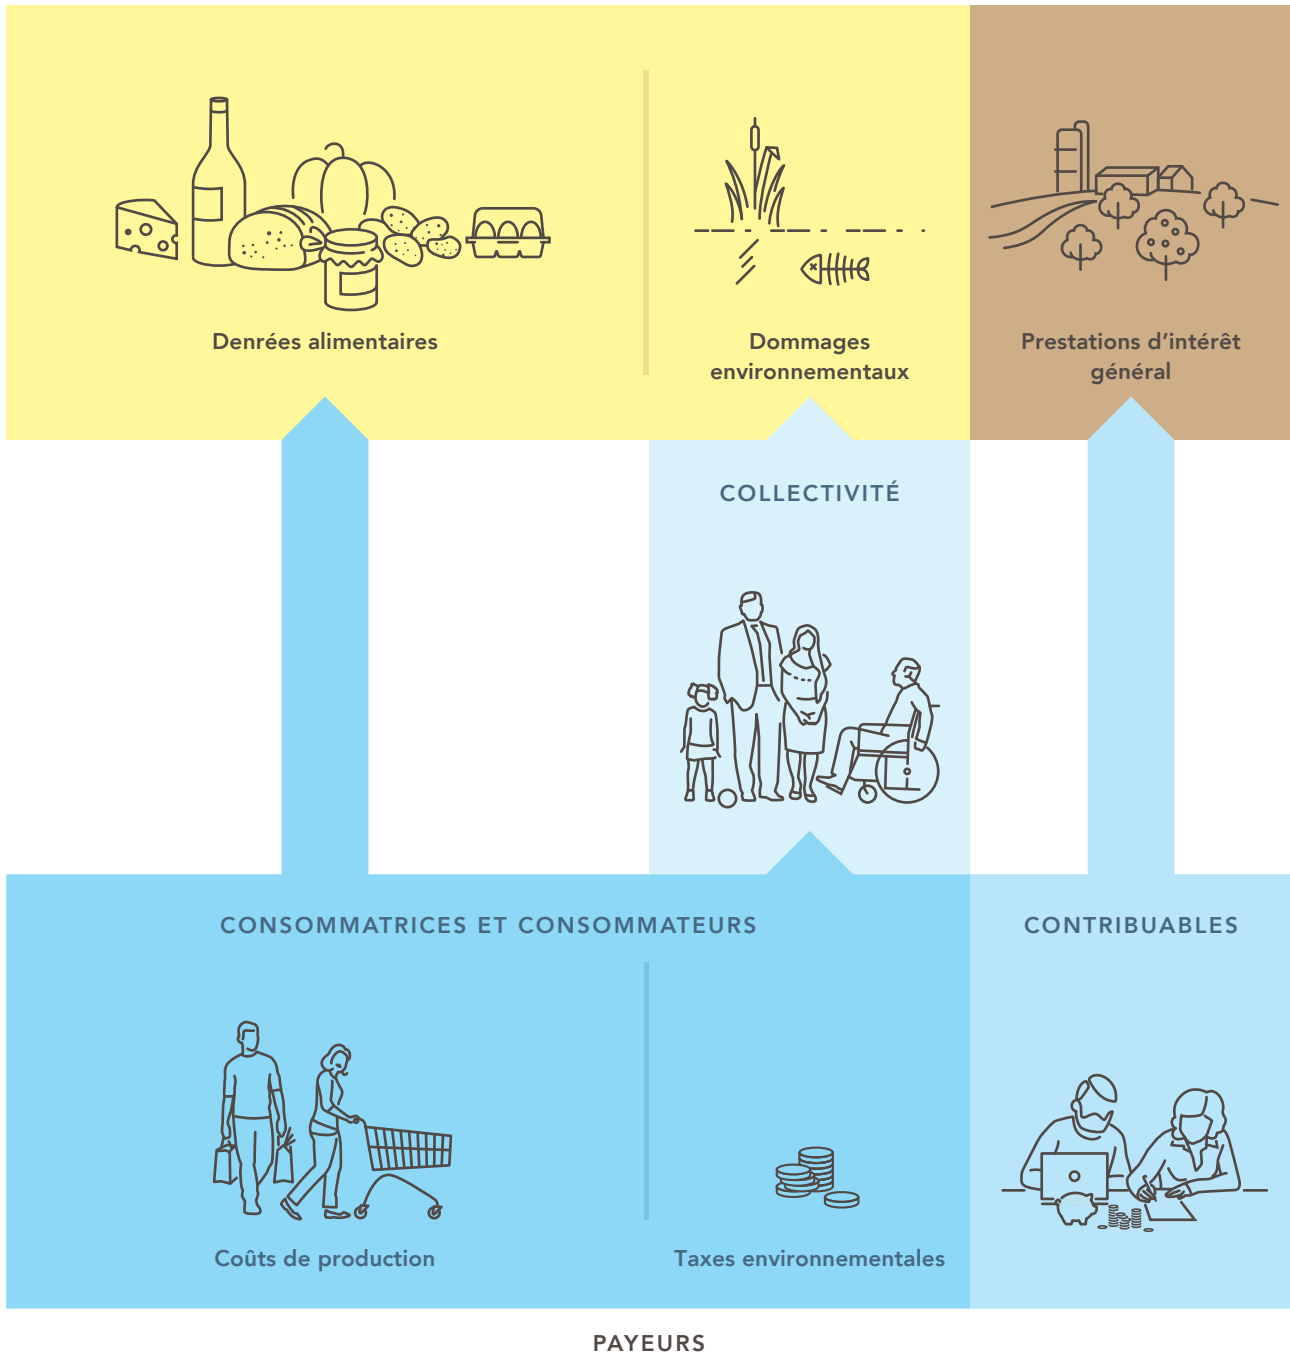 Denrées alimentaires
Dommages
environnementaux
Prestations d’intérêt
général
COLLECTIVITÉ
CONSOMMATRICES ET CONSOMMATEURS
CONTRIBUABLES
Coûts de production
Taxes environnementales
PAYEURS